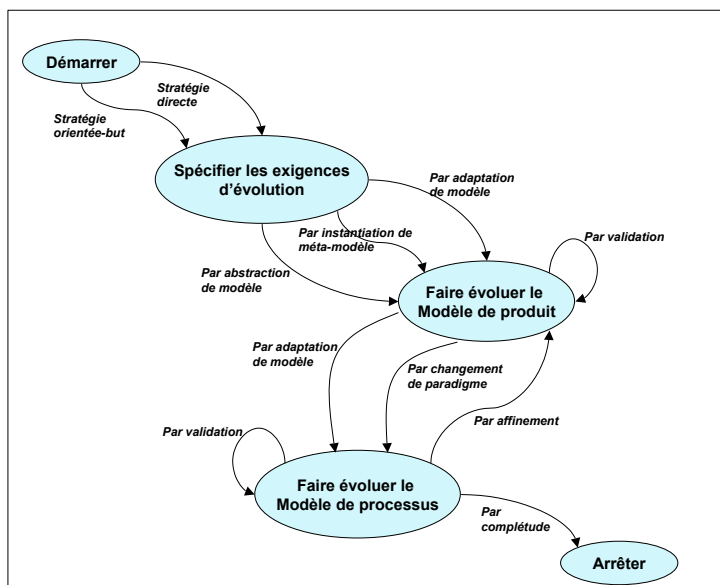 Démarrer
Stratégie
directe
Stratégie
orientée-but
Spécifier les exigences
d'évolution
Par adaptation
de modèle
Par instantiation de
méta-modèle
Par validation
Par abstraction
de modèle
Faire évoluer le
Modèle de produit
Par adaptation
de modèle
Par changement
de paradigme
Par validation
Par affinement
Faire évoluer le
Modèle de processus
Par
complétude
Arrêter